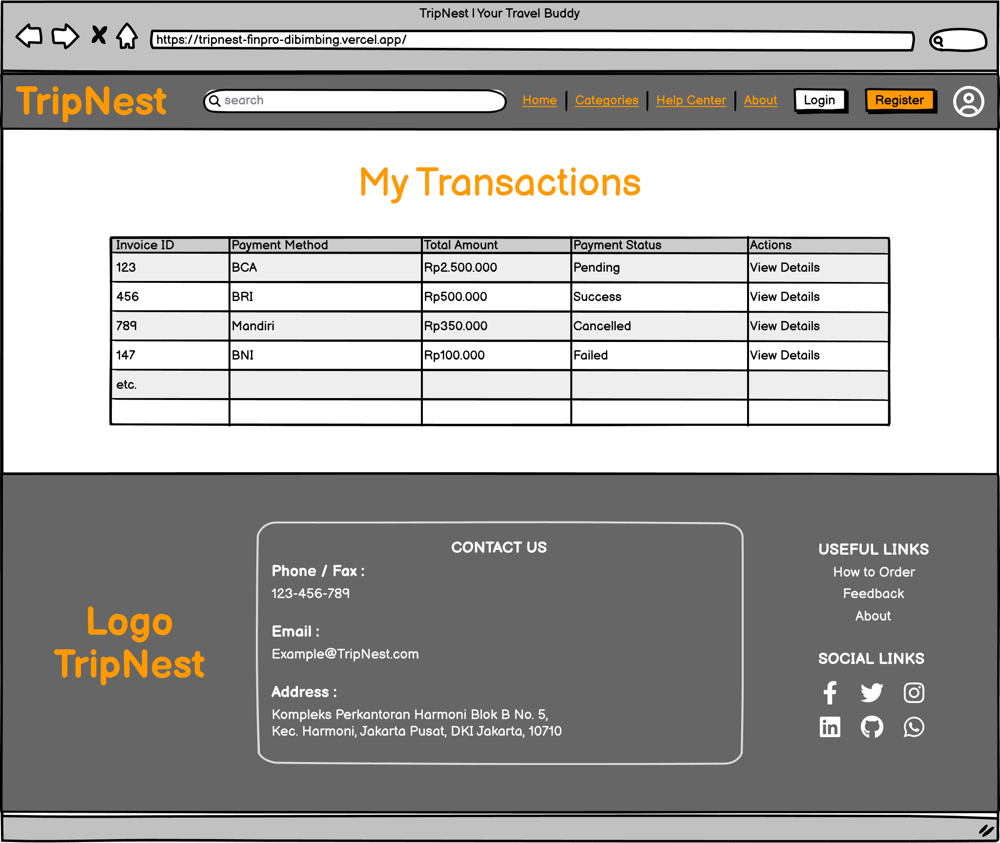 TripNest | Your Travel Buddy
https://tripnest-finpro-dibimbing.vercel.app/
TripNest search Home Categories Help Center About Login Register
My Transactions
Invoice ID Payment Method Total Amount Payment Status Actions
123 BCA Rp2.500.000 Pending View Details
456 BRI Rp500.000 Success View Details
789 Mandiri Rp350.000 Cancelled View Details
147 BNI Rp100.000 Failed View Details
etc.
Logo
TripNest
CONTACT US
Phone / Fax :
123-456-789
Email :
Example@TripNest.com
Address :
Kompleks Perkantoran Harmoni Blok B No. 5,
Kec. Harmoni, Jakarta Pusat, DKI Jakarta, 10710
USEFUL LINKS
How to Order
Feedback
About
SOCIAL LINKS